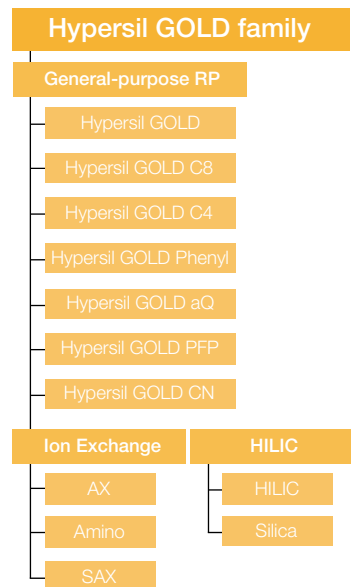 Hypersil GOLD family
General-purpose RP
Hypersil GOLD
Hypersil GOLD C8
Hypersil GOLD C4
Hypersil GOLD Phenyl
Hypersil GOLD aQ
Hypersil GOLD PFP
Hypersil GOLD CN
Ion Exchange
AX
Amino
SAX
HILIC
HILIC
Silica